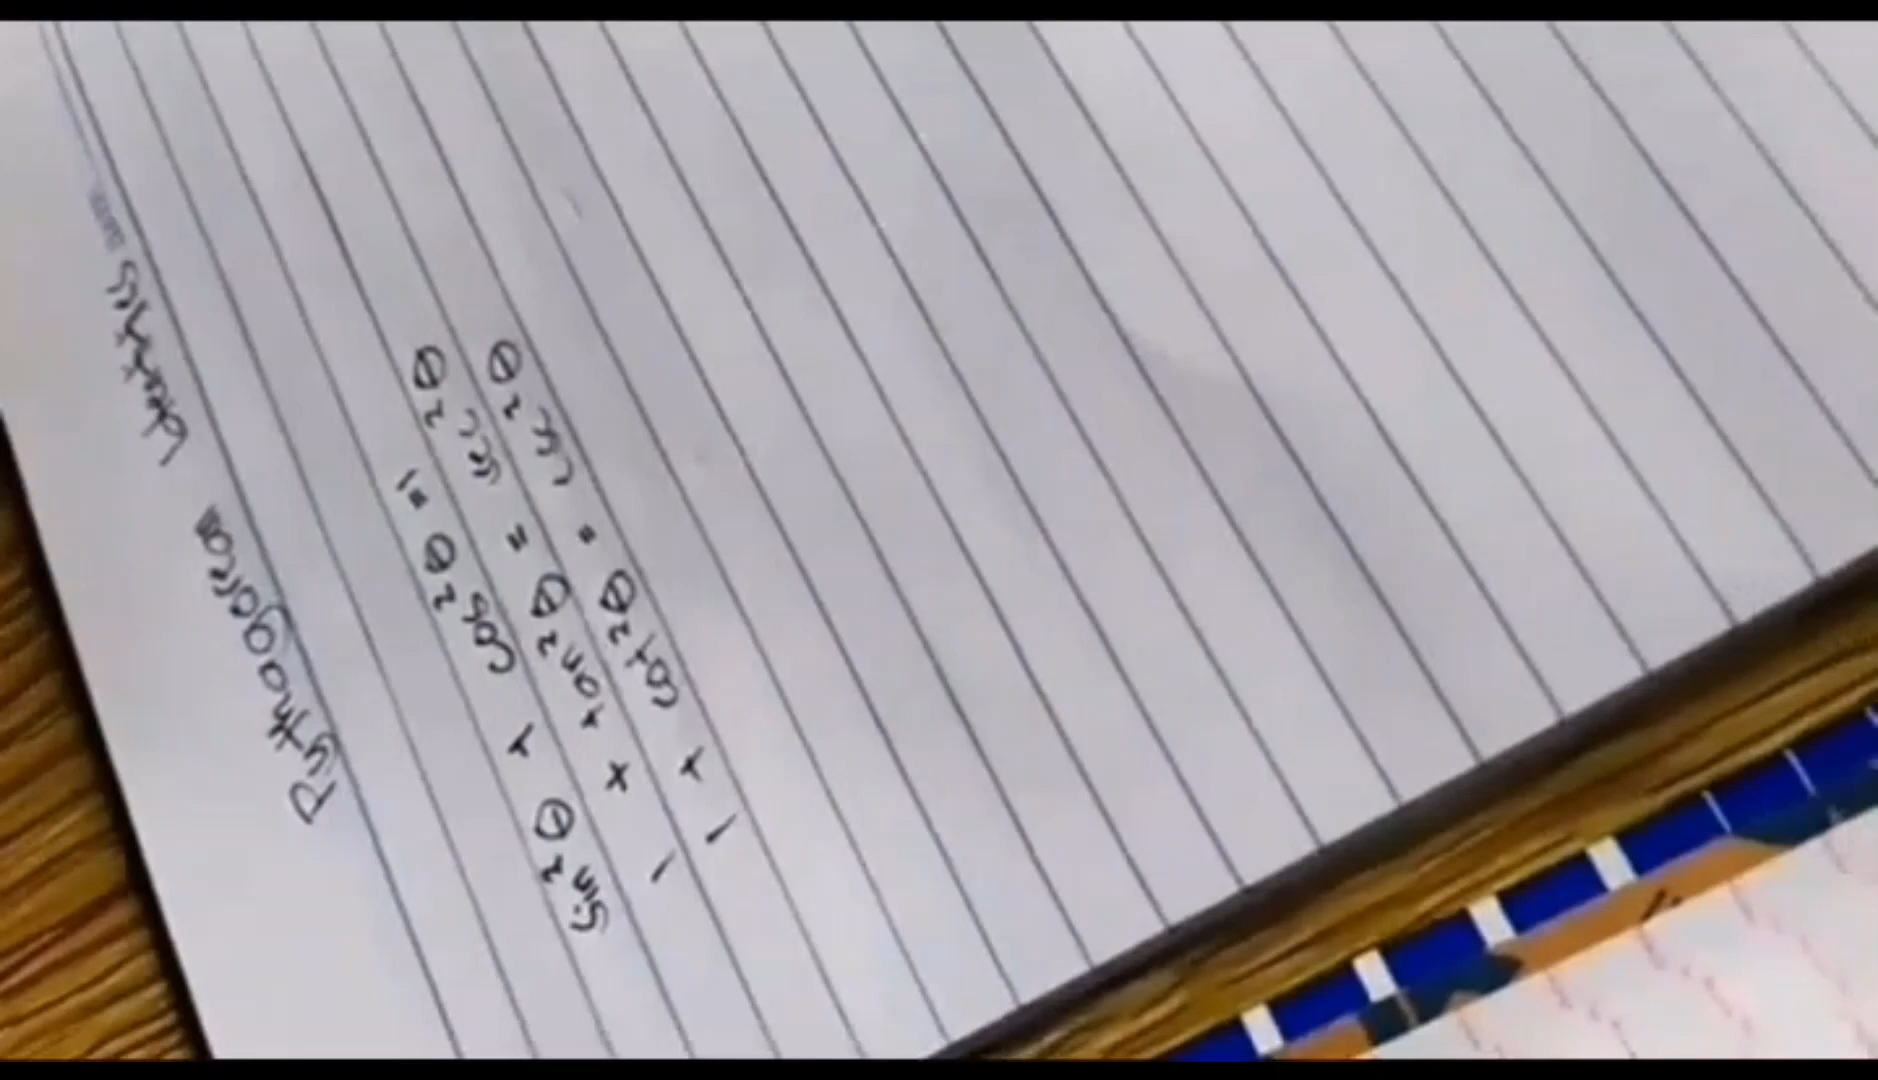 Pythagorean Identities
Sin²θ + Cos²θ = 1
1 + tan²θ = sec²θ
1 + cot²θ = csc²θ